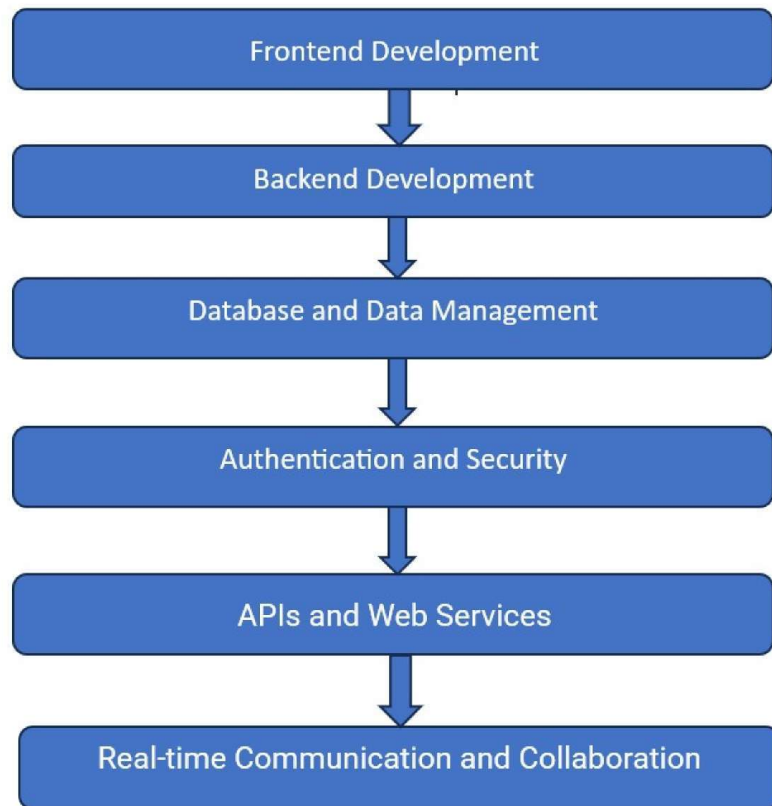 Frontend Development
Backend Development
Database and Data Management
Authentication and Security
APIs and Web Services
Real-time Communication and Collaboration